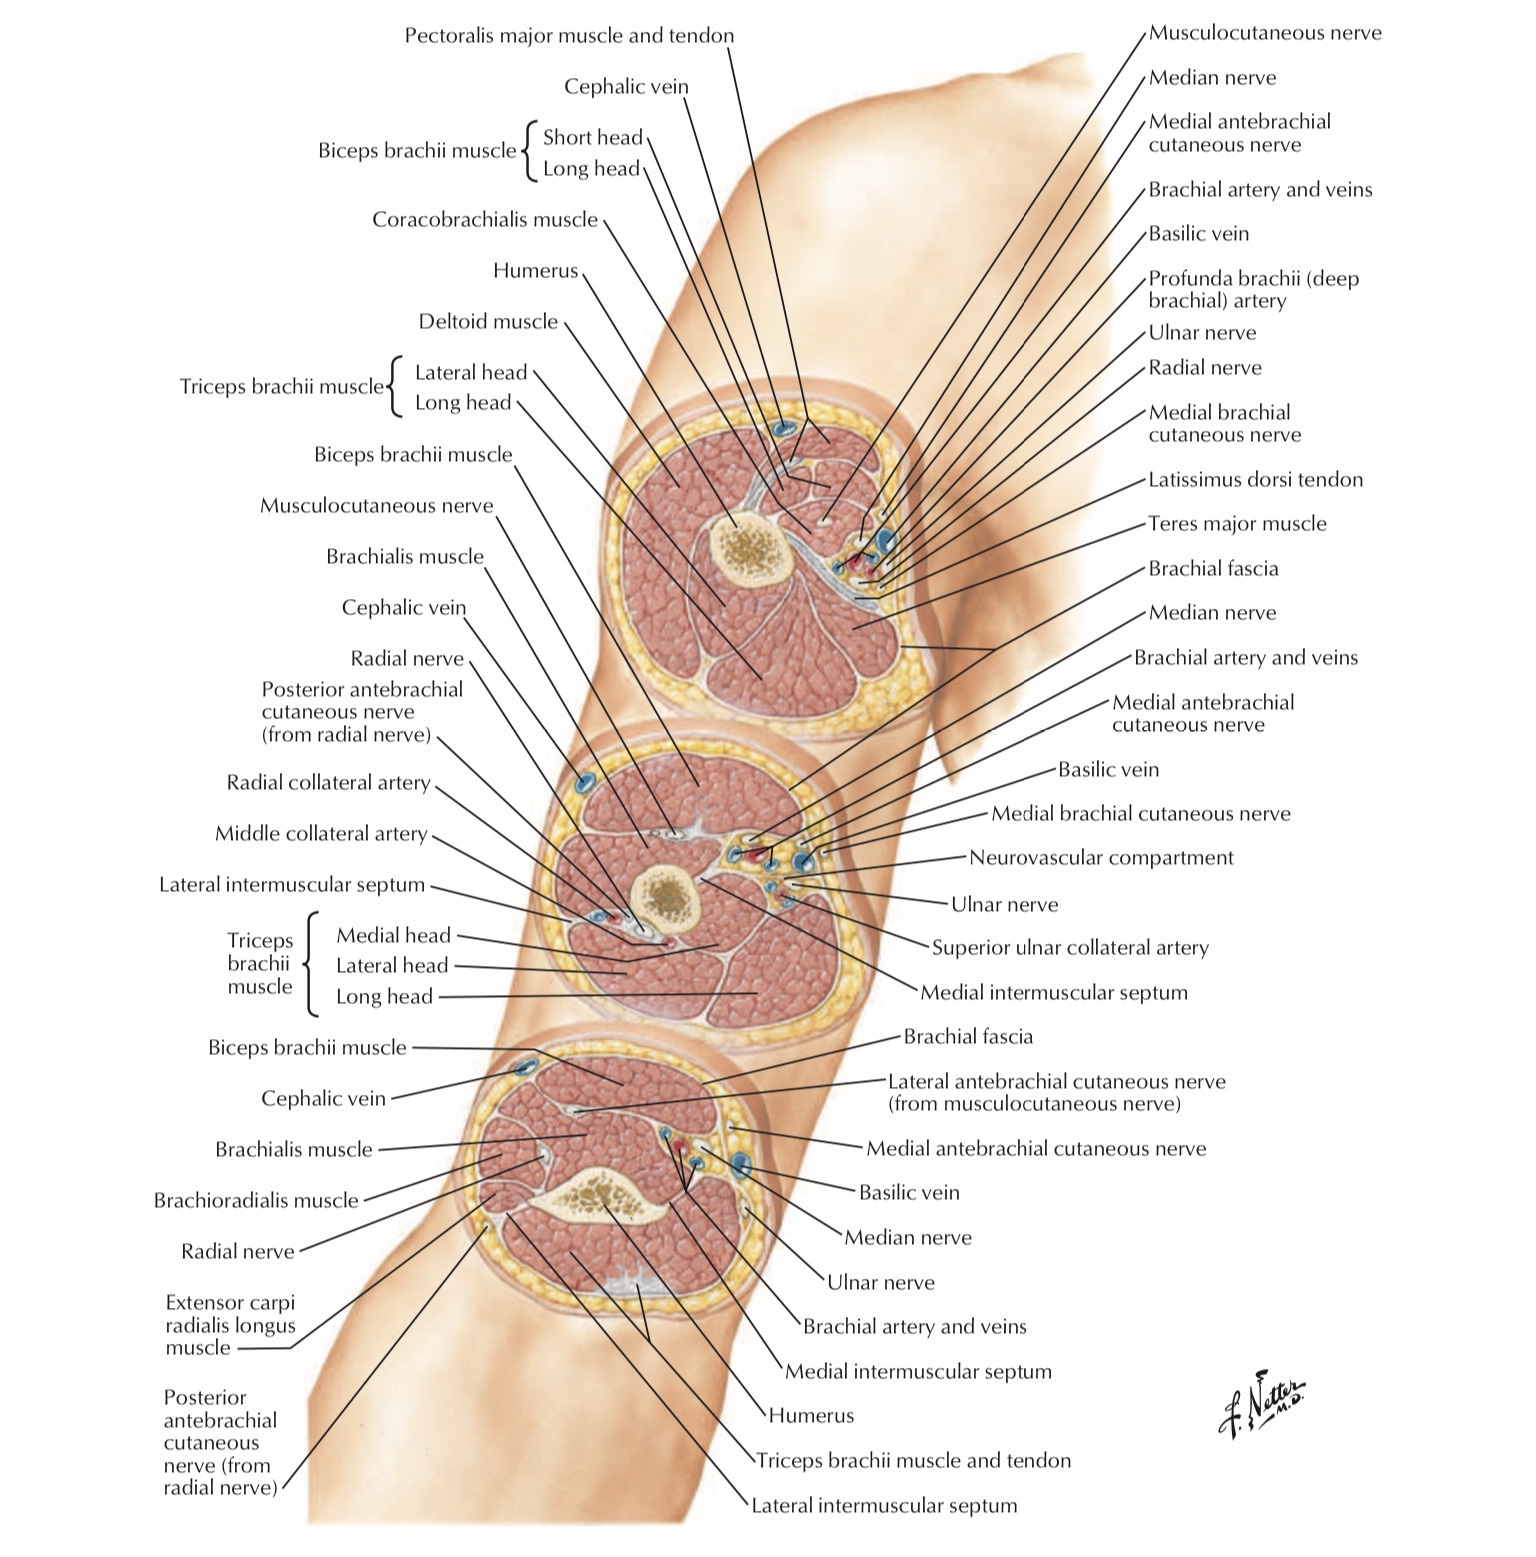 Pectoralis major muscle and tendon
Cephalic vein
Biceps brachii muscle
Short head
Long head
Coracobrachialis muscle
Humerus
Deltoid muscle
Triceps brachii muscle
Lateral head
Long head
Biceps brachii muscle
Musculocutaneous nerve
Brachialis muscle
Cephalic vein
Radial nerve
Posterior antebrachial
cutaneous nerve
(from radial nerve)
Radial collateral artery
Middle collateral artery
Lateral intermuscular septum
Triceps
brachii
muscle
Medial head
Lateral head
Long head
Biceps brachii muscle
Cephalic vein
Brachialis muscle
Brachioradialis muscle
Radial nerve
Extensor carpi
radialis longus
muscle
Posterior
antebrachial
cutaneous
nerve (from
radial nerve)
Musculocutaneous nerve
Median nerve
Medial antebrachial
cutaneous nerve
Brachial artery and veins
Basilic vein
Profunda brachii (deep
brachial) artery
Ulnar nerve
Radial nerve
Medial brachial
cutaneous nerve
Latissimus dorsi tendon
Teres major muscle
Brachial fascia
Median nerve
Brachial artery and veins
Medial antebrachial
cutaneous nerve
Basilic vein
Medial brachial cutaneous nerve
Neurovascular compartment
Ulnar nerve
Superior ulnar collateral artery
Medial intermuscular septum
Brachial fascia
Lateral antebrachial cutaneous nerve
(from musculocutaneous nerve)
Medial antebrachial cutaneous nerve
Basilic vein
Median nerve
Ulnar nerve
Brachial artery and veins
Medial intermuscular septum
Humerus
Triceps brachii muscle and tendon
Lateral intermuscular septum
F. Netter
M.D.